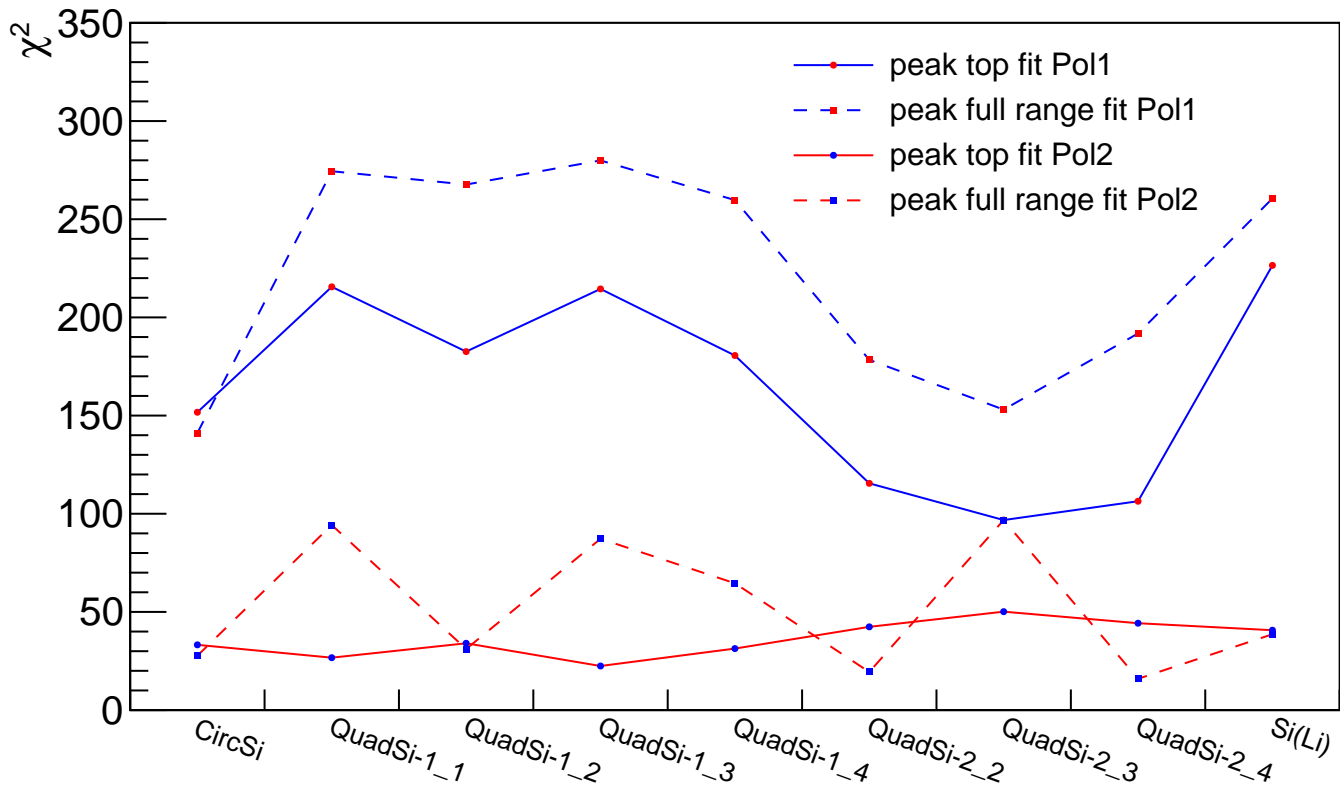 χ²
350
300
250
200
150
100
50
0
peak top fit Pol1
peak full range fit Pol1
peak top fit Pol2
peak full range fit Pol2
CircSi
QuadSi-1_1
QuadSi-1_2
QuadSi-1_3
QuadSi-1_4
QuadSi-2_2
QuadSi-2_3
QuadSi-2_4
Si(Li)